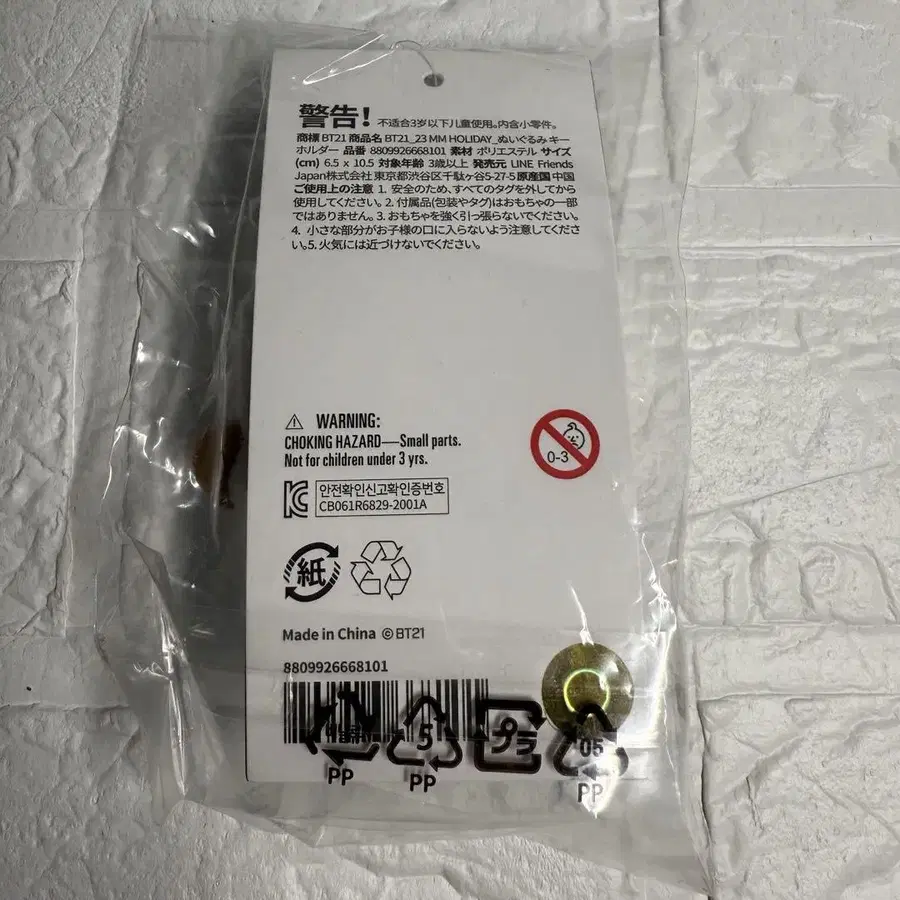 警告! 不适合3岁以下儿童使用。内含小零件。
商標 BT21 商品名 BT21_23 MM HOLIDAY_ぬいぐるみ キー
ホルダー 品番 8809926668101 素材 ポリエステル サイズ
(cm) 6.5 x 10.5 対象年齢 3歳以上 発売元 LINE Friends
Japan株式会社 東京都渋谷区千駄ヶ谷5-27-5 原産国 中国
ご使用上の注意 1. 安全のため、すべてのタグを外してから
使用してください。2. 付属品(包装やタグ)はおもちゃの一部
ではありません。3. おもちゃを強く引っ張らないでください。
4. 小さな部分がお子様の口に入らないよう注意してくださ
い。5. 火気には近づけないでください。
WARNING:
CHOKING HAZARD—Small parts.
Not for children under 3 yrs.
0-3
안전확인신고확인증번호
CB061R6829-2001A
紙
Made in China ©BT21
8809926668101
5
プラ
05
PP
PP
PP